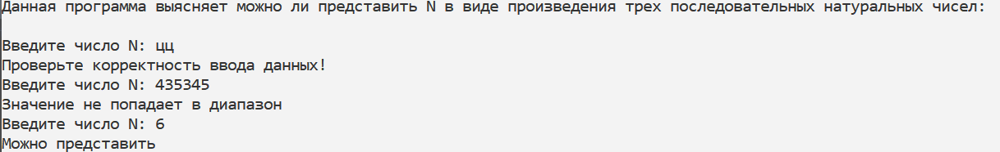 Данная программа выясняет можно ли представить N в виде произведения трех последовательных натуральных чисел:
Введите число N: цц
Проверьте корректность ввода данных!
Введите число N: 435345
Значение не попадает в диапазон
Введите число N: 6
Можно представить